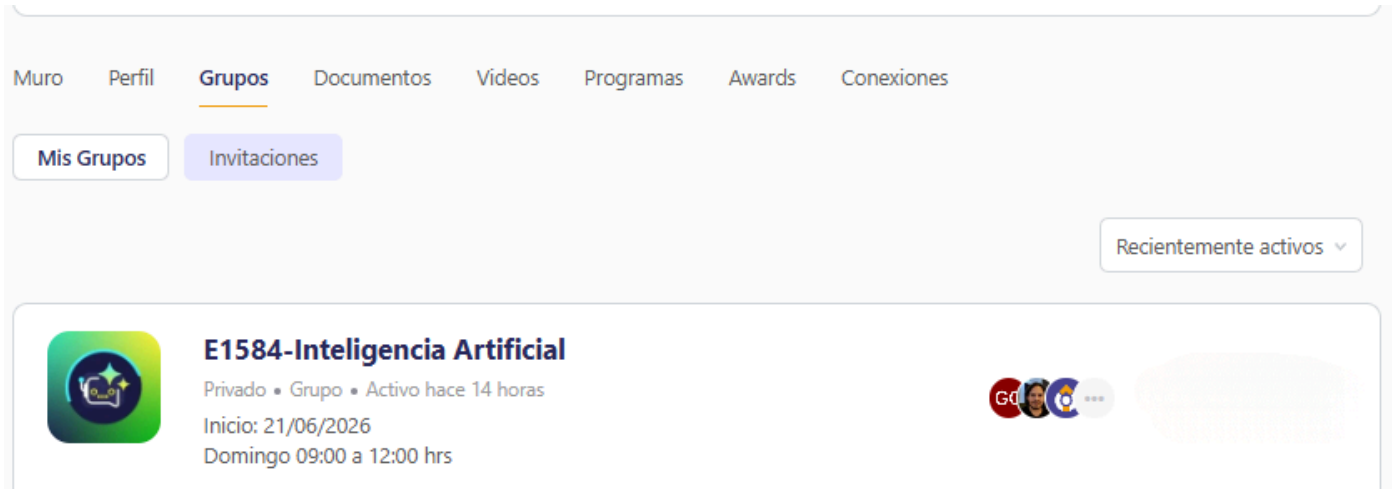 Muro Perfil Grupos Documentos Videos Programas Awards Conexiones
Mis Grupos Invitaciones
Recientemente activos
E1584-Inteligencia Artificial
Privado • Grupo • Activo hace 14 horas
Inicio: 21/06/2026
Domingo 09:00 a 12:00 hrs